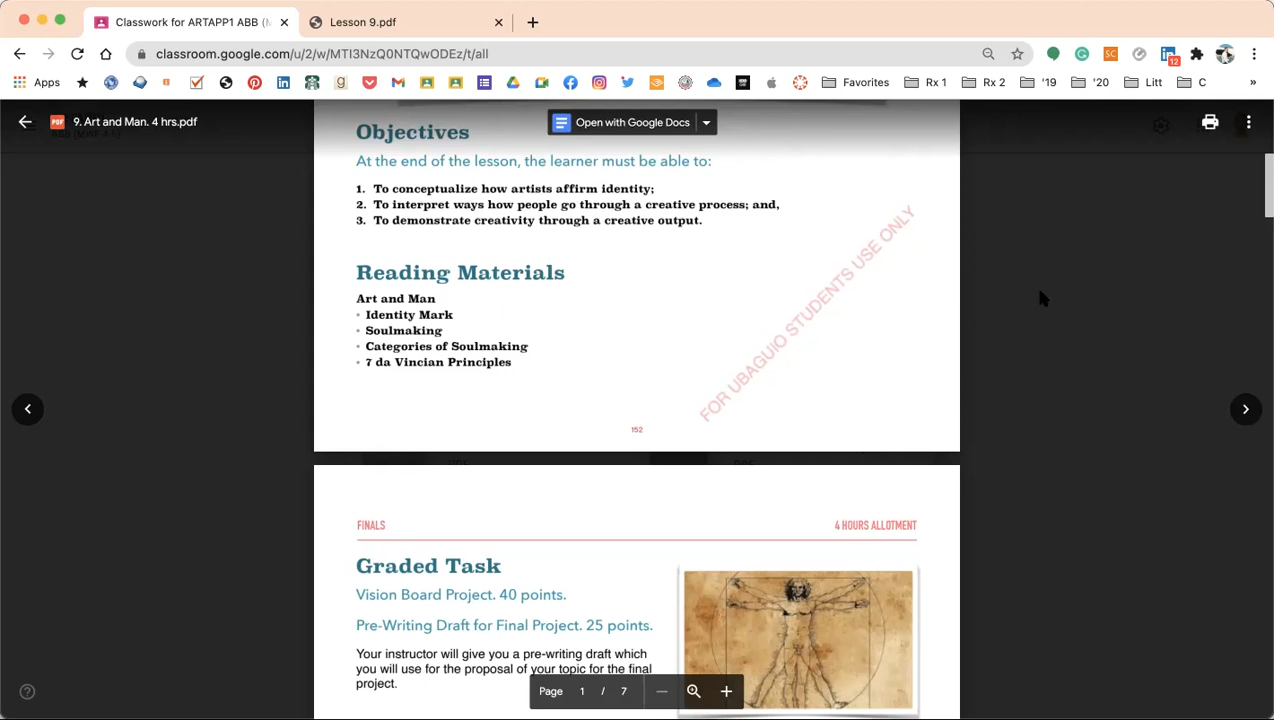 Classwork for ARTAPP1 ABB (M
Lesson 9.pdf
classroom.google.com/u/2/w/MTI3NzQ0NTQwODEz/t/all
12
Apps
Favorites
Rx 1
Rx 2
'19
'20
Litt
C
PDF
9. Art and Man. 4 hrs.pdf
Open with Google Docs
Objectives
At the end of the lesson, the learner must be able to:
1. To conceptualize how artists affirm identity;
2. To interpret ways how people go through a creative process; and,
3. To demonstrate creativity through a creative output.
FOR UBAGUIO STUDENTS USE ONLY
Reading Materials
Art and Man
• Identity Mark
• Soulmaking
• Categories of Soulmaking
• 7 da Vincian Principles
152
FINALS
4 HOURS ALLOTMENT
Graded Task
Vision Board Project. 40 points.
Pre-Writing Draft for Final Project. 25 points.
Your instructor will give you a pre-writing draft which
you will use for the proposal of your topic for the final
project.
Page 1 / 7